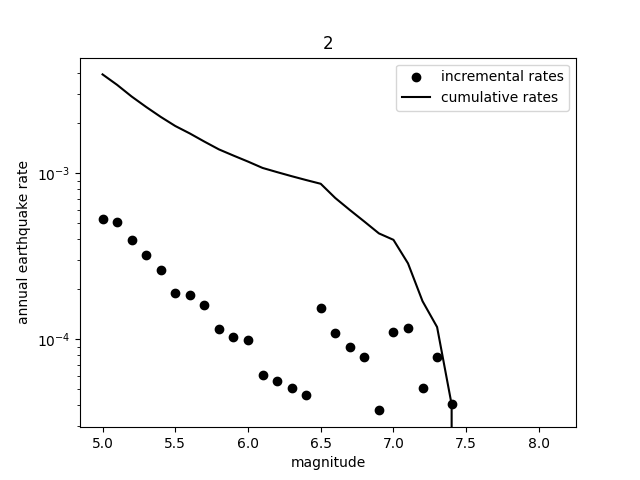 2
incremental rates
cumulative rates
annual earthquake rate
10⁻³
10⁻⁴
5.0 5.5 6.0 6.5 7.0 7.5 8.0
magnitude